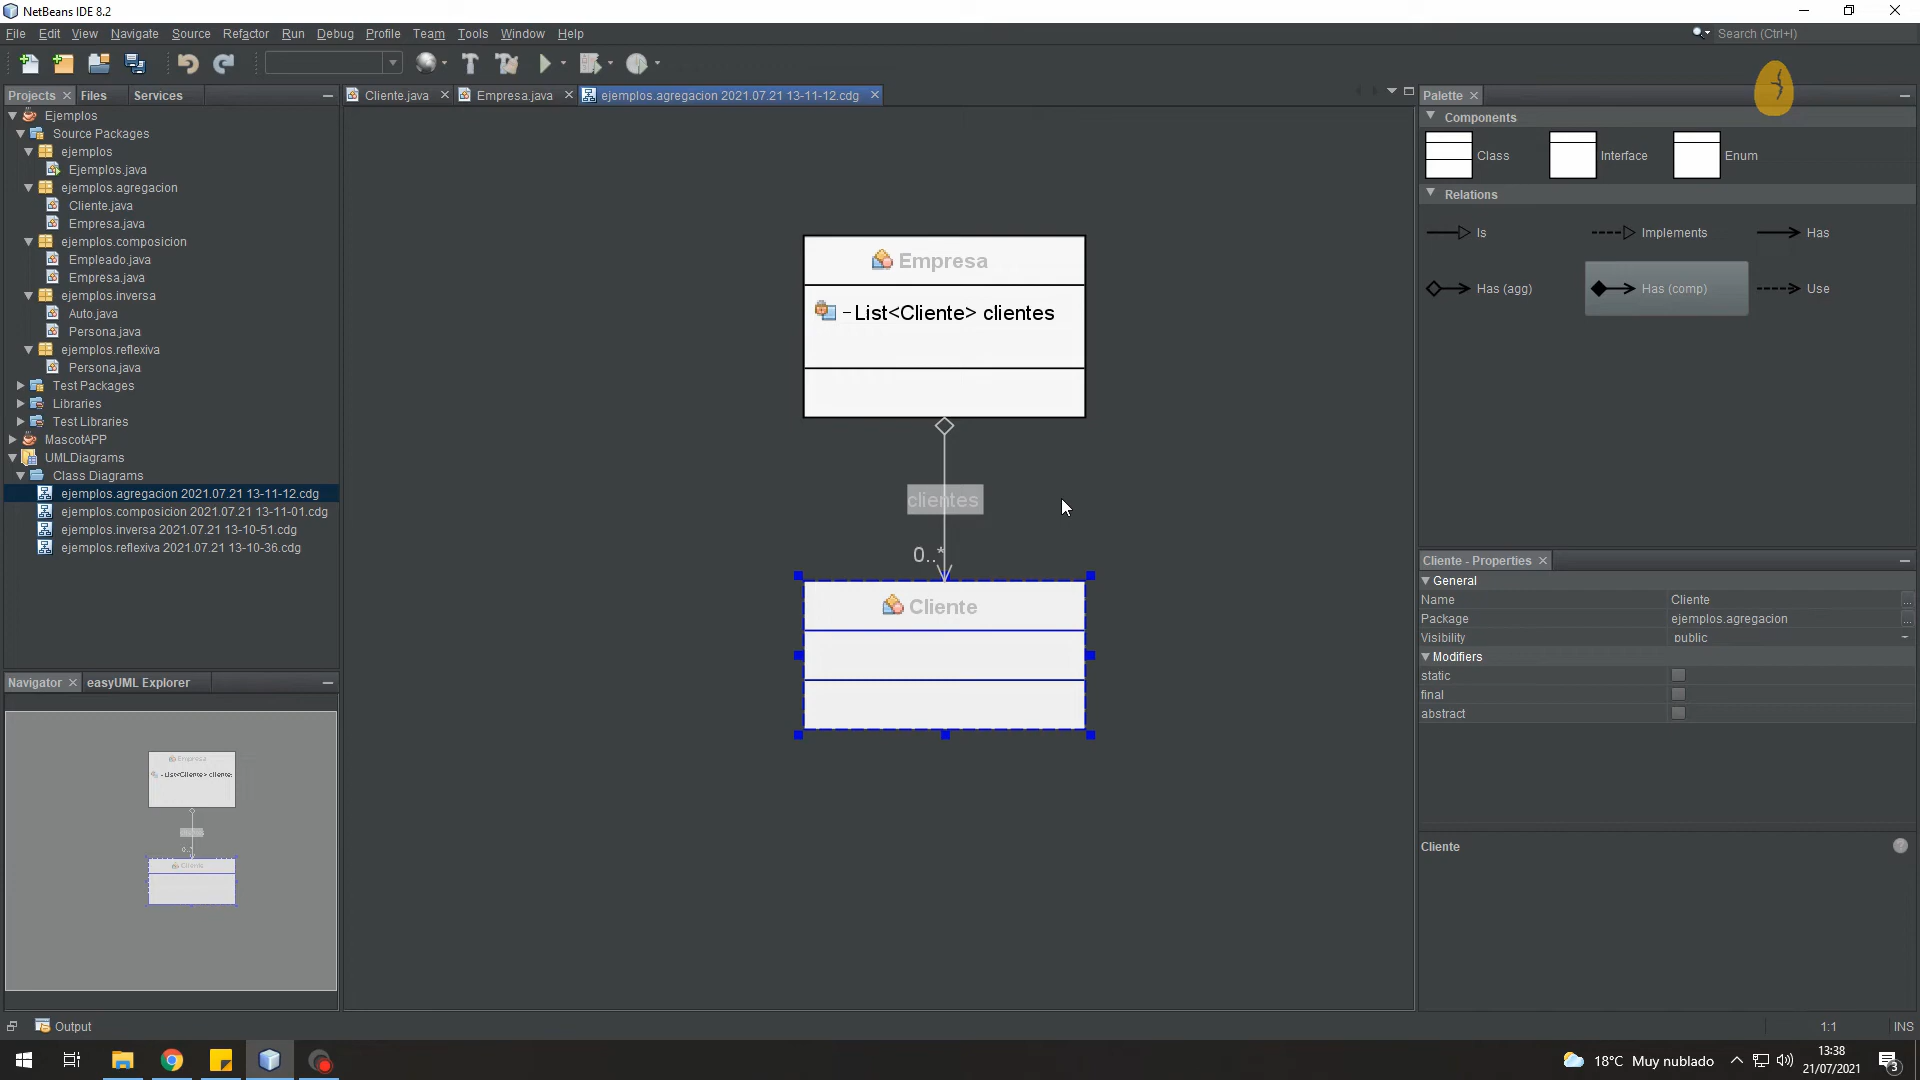 NetBeans IDE 8.2
File Edit View Navigate Source Refactor Run Debug Profile Team Tools Window Help
Search (Ctrl+I)
Projects Files Services
Cliente.java Empresa.java ejemplos.agregacion 2021.07.21 13-11-12.cdg
Palette
Ejemplos
Source Packages
ejemplos
Ejemplos.java
ejemplos.agregacion
Cliente.java
Empresa.java
ejemplos.composicion
Empleado.java
Empresa.java
ejemplos.inversa
Auto.java
Persona.java
ejemplos.reflexiva
Persona.java
Test Packages
Libraries
Test Libraries
MascotAPP
UMLDiagrams
Class Diagrams
ejemplos.agregacion 2021.07.21 13-11-12.cdg
ejemplos.composicion 2021.07.21 13-11-01.cdg
ejemplos.inversa 2021.07.21 13-10-51.cdg
ejemplos.reflexiva 2021.07.21 13-10-36.cdg
Navigator easyUML Explorer
Empresa
- List<Cliente> clientes
Cliente
Empresa
- List<Cliente> clientes
clientes
0..*
Cliente
Components
Class Interface Enum
Relations
Is Implements Has
Has (agg) Has (comp) Use
Cliente - Properties
General
Name Cliente ...
Package ejemplos.agregacion ...
Visibility public
Modifiers
static
final
abstract
Cliente
?
Output
1:1 INS
18°C Muy nublado
13:38
21/07/2021
3